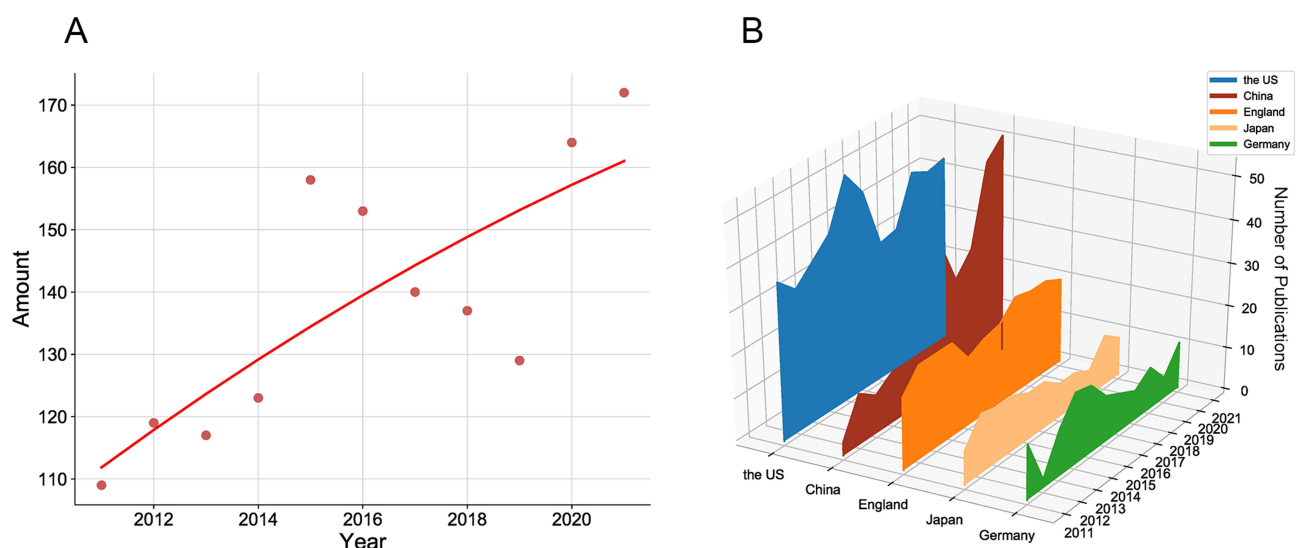 A
170
160
150
140
130
120
110
Amount
2012
2014
2016
2018
2020
Year
B
the US
China
England
Japan
Germany
50
40
30
20
10
0
Number of Publications
2021
2020
2019
2018
2017
2016
2015
2014
2013
2012
2011
the US
China
England
Japan
Germany